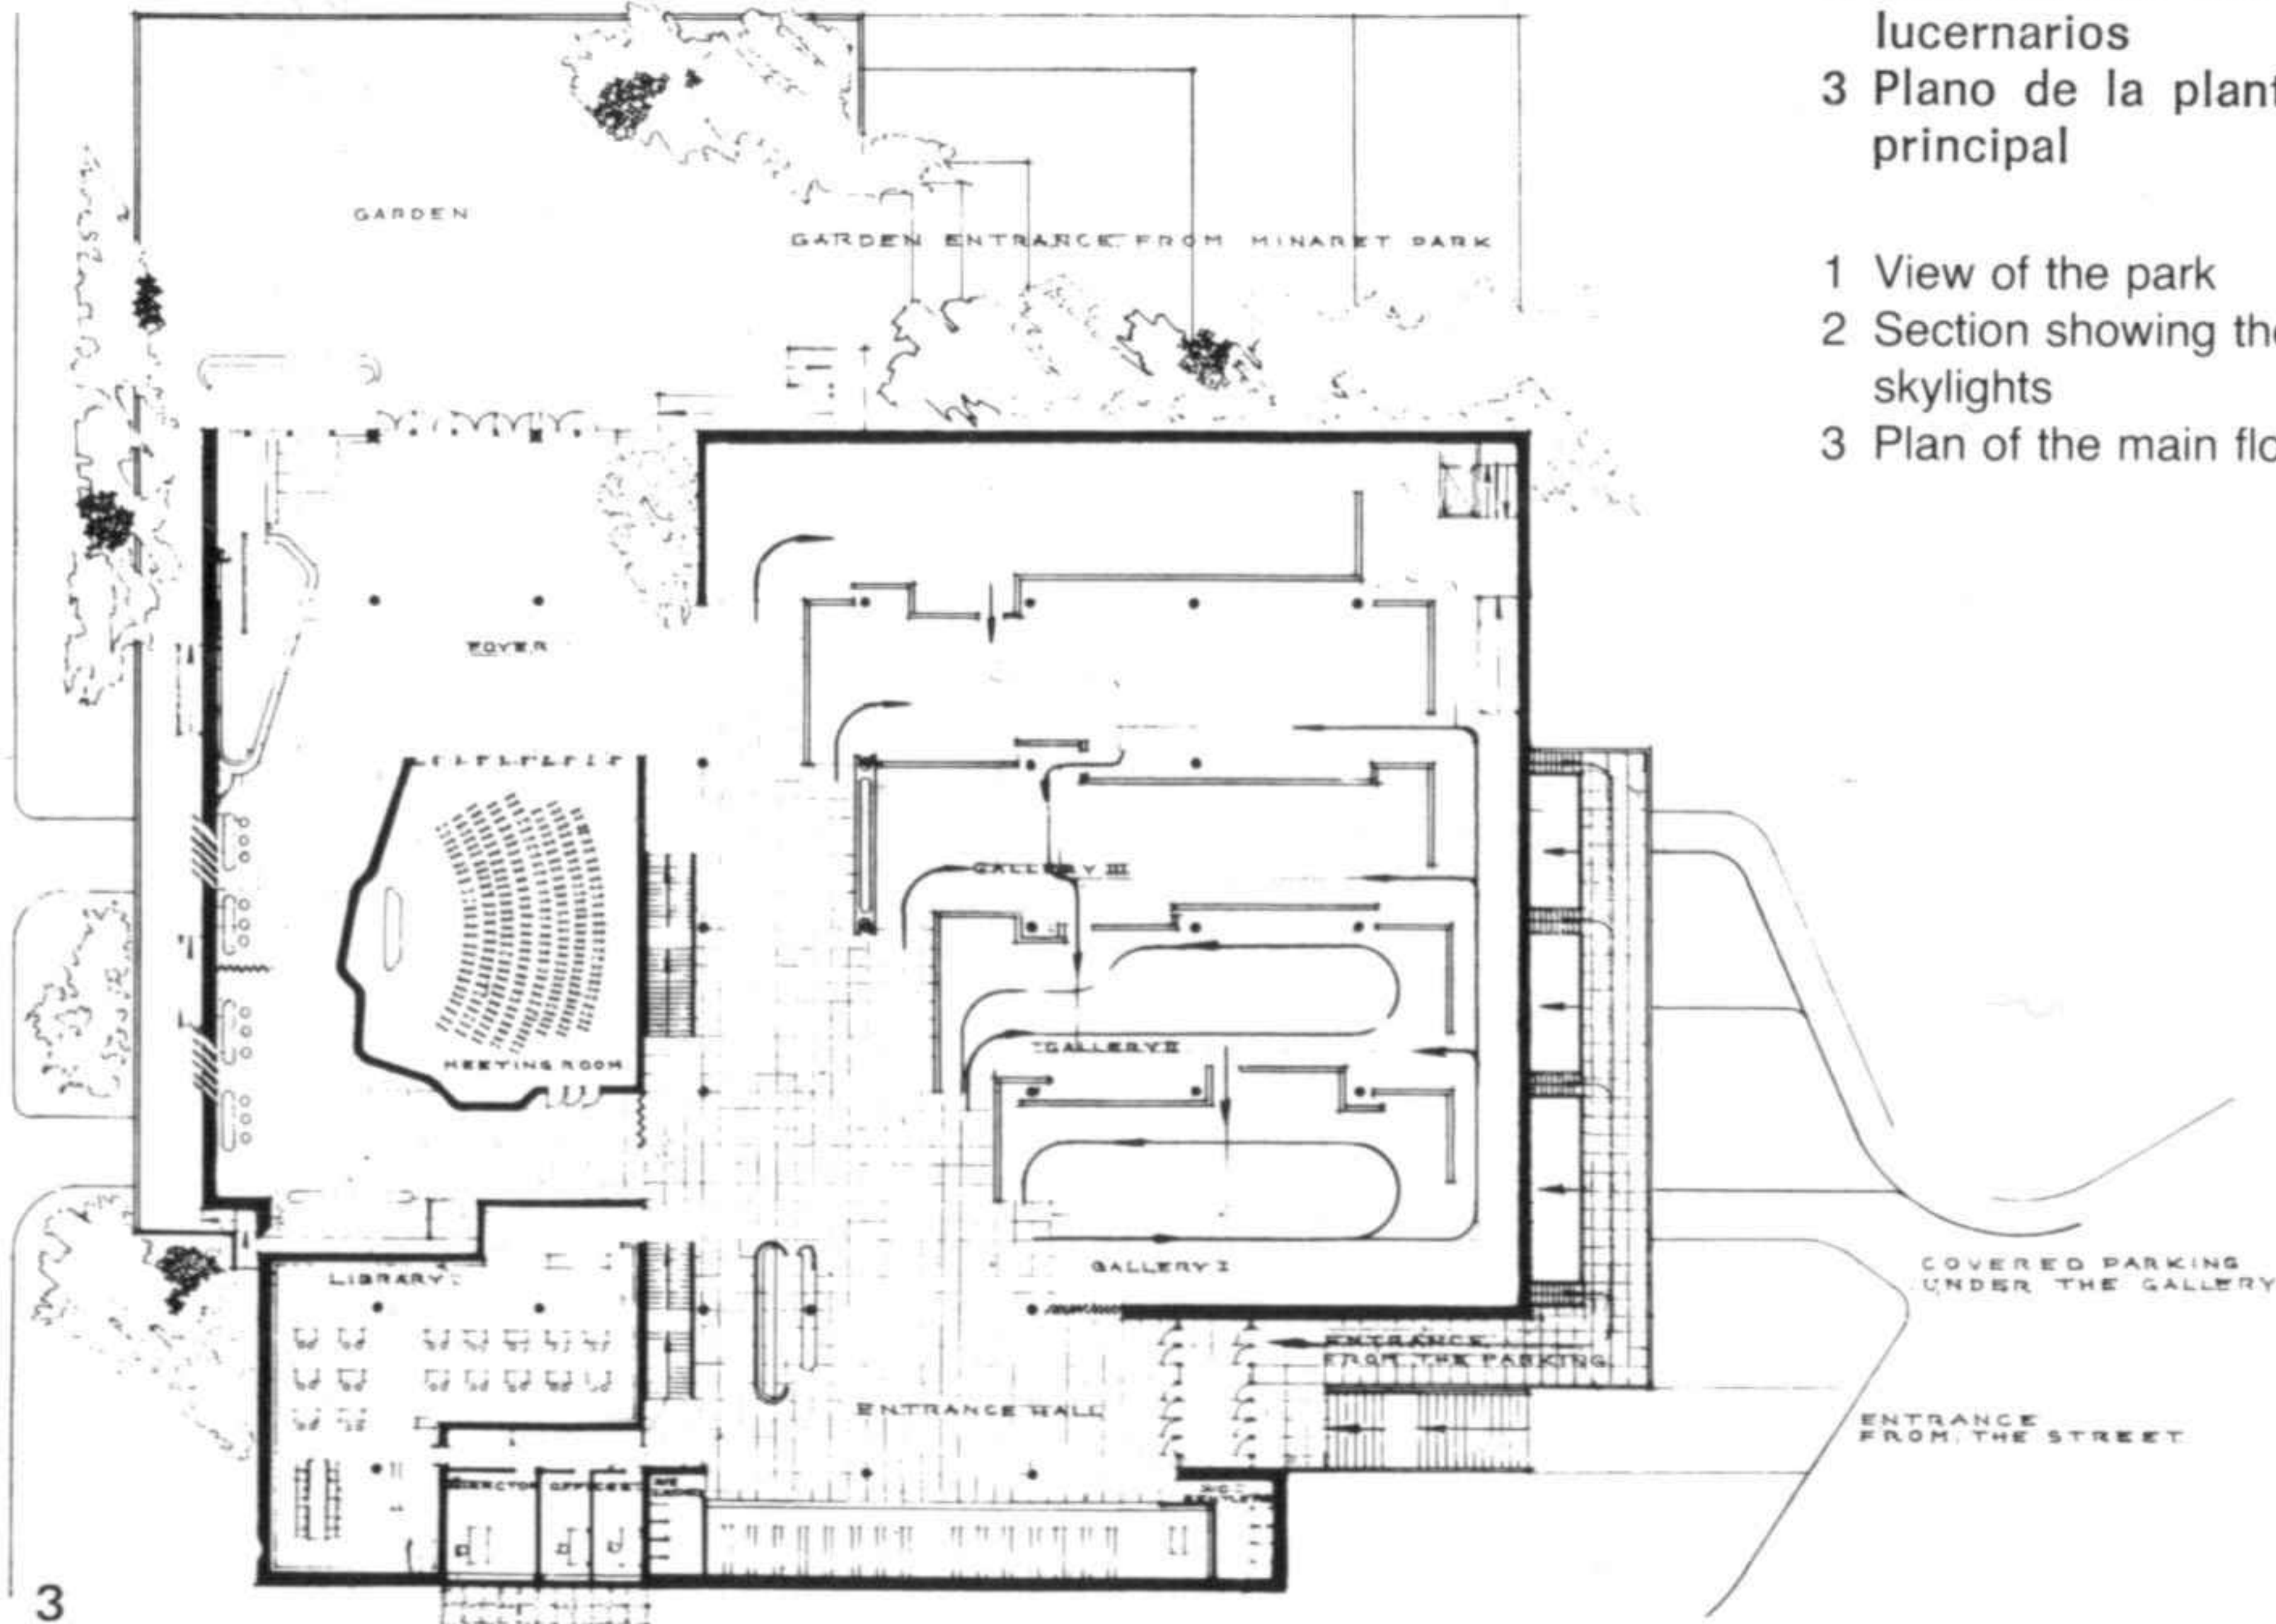 lucernarios
3 Plano de la plant
principal
1 View of the park
2 Section showing the
skylights
3 Plan of the main flo
GARDEN
GARDEN ENTRANCE FROM MINARET PARK
FOYER
GALLERY III
GALLERY II
MEETING ROOM
GALLERY I
LIBRARY
COVERED PARKING
UNDER THE GALLERY
ENTRANCE
FROM THE PARKING
ENTRANCE HALL
ENTRANCE
FROM THE STREET
DIRECTOR OFFICES
3